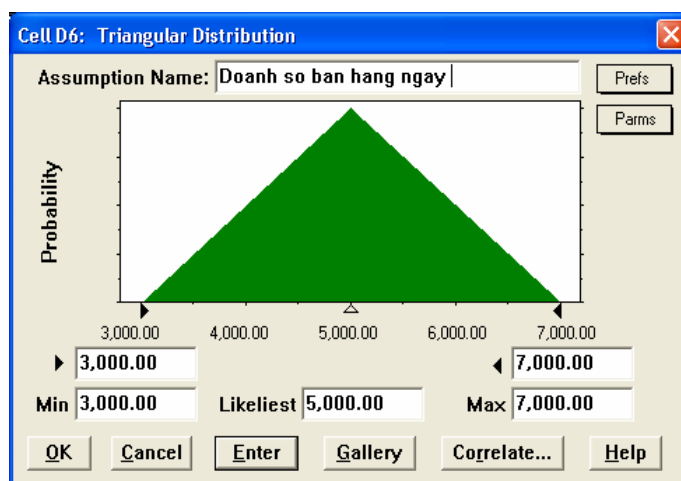 Cell D6: Triangular Distribution
Assumption Name: Doanh so ban hang ngay
Prefs
Parms
Probability
3,000.00 4,000.00 5,000.00 6,000.00 7,000.00
3,000.00 7,000.00
Min 3,000.00 Likeliest 5,000.00 Max 7,000.00
OK Cancel Enter Gallery Correlate... Help